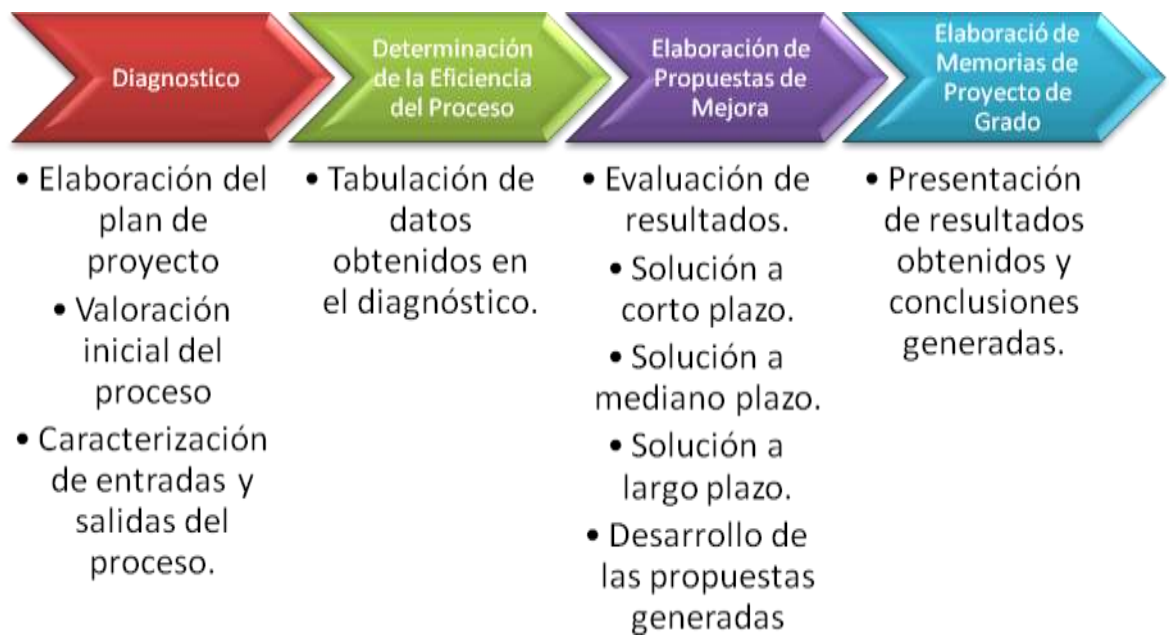 Diagnostico
• Elaboración del
plan de
proyecto
• Valoración
inicial del
proceso
• Caracterización
de entradas y
salidas del
proceso.
Determinación
de la Eficiencia
del Proceso
• Tabulación de
datos
obtenidos en
el diagnóstico.
Elaboración de
Propuestas de
Mejora
• Evaluación de
resultados.
• Solución a
corto plazo.
• Solución a
mediano plazo.
• Solución a
largo plazo.
• Desarrollo de
las propuestas
generadas
Elaboració de
Memorias de
Proyecto de
Grado
• Presentación
de resultados
obtenidos y
conclusiones
generadas.